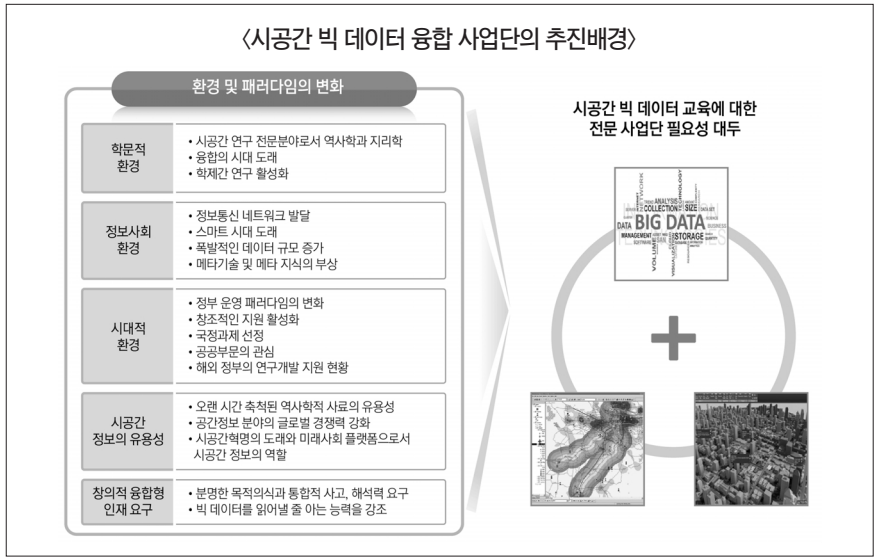 〈시공간 빅 데이터 융합 사업단의 추진배경〉
환경 및 패러다임의 변화
학문적
환경
• 시공간 연구 전문분야로서 역사학과 지리학
• 융합의 시대 도래
• 학제간 연구 활성화
정보사회
환경
• 정보통신 네트워크 발달
• 스마트 시대 도래
• 폭발적인 데이터 규모 증가
• 메타기술 및 메타 지식의 부상
시대적
환경
• 정부 운영 패러다임의 변화
• 창조적인 지원 활성화
• 국정과제 선정
• 공공부문의 관심
• 해외 정부의 연구개발 지원 현황
시공간
정보의 유용성
• 오랜 시간 축적된 역사학적 사료의 유용성
• 공간정보 분야의 글로벌 경쟁력 강화
• 시공간혁명의 도래와 미래사회 플랫폼으로서
시공간 정보의 역할
창의적 융합형
인재 요구
• 분명한 목적의식과 통합적 사고, 해석력 요구
• 빅 데이터를 읽어낼 줄 아는 능력을 강조
시공간 빅 데이터 교육에 대한
전문 사업단 필요성 대두
NETWORK
TECHNOLOGY
ANALYSIS
COLLECTION SIZE
DATA BIG DATA
MANAGEMENT STORAGE
SOFTWARE
VOLUME